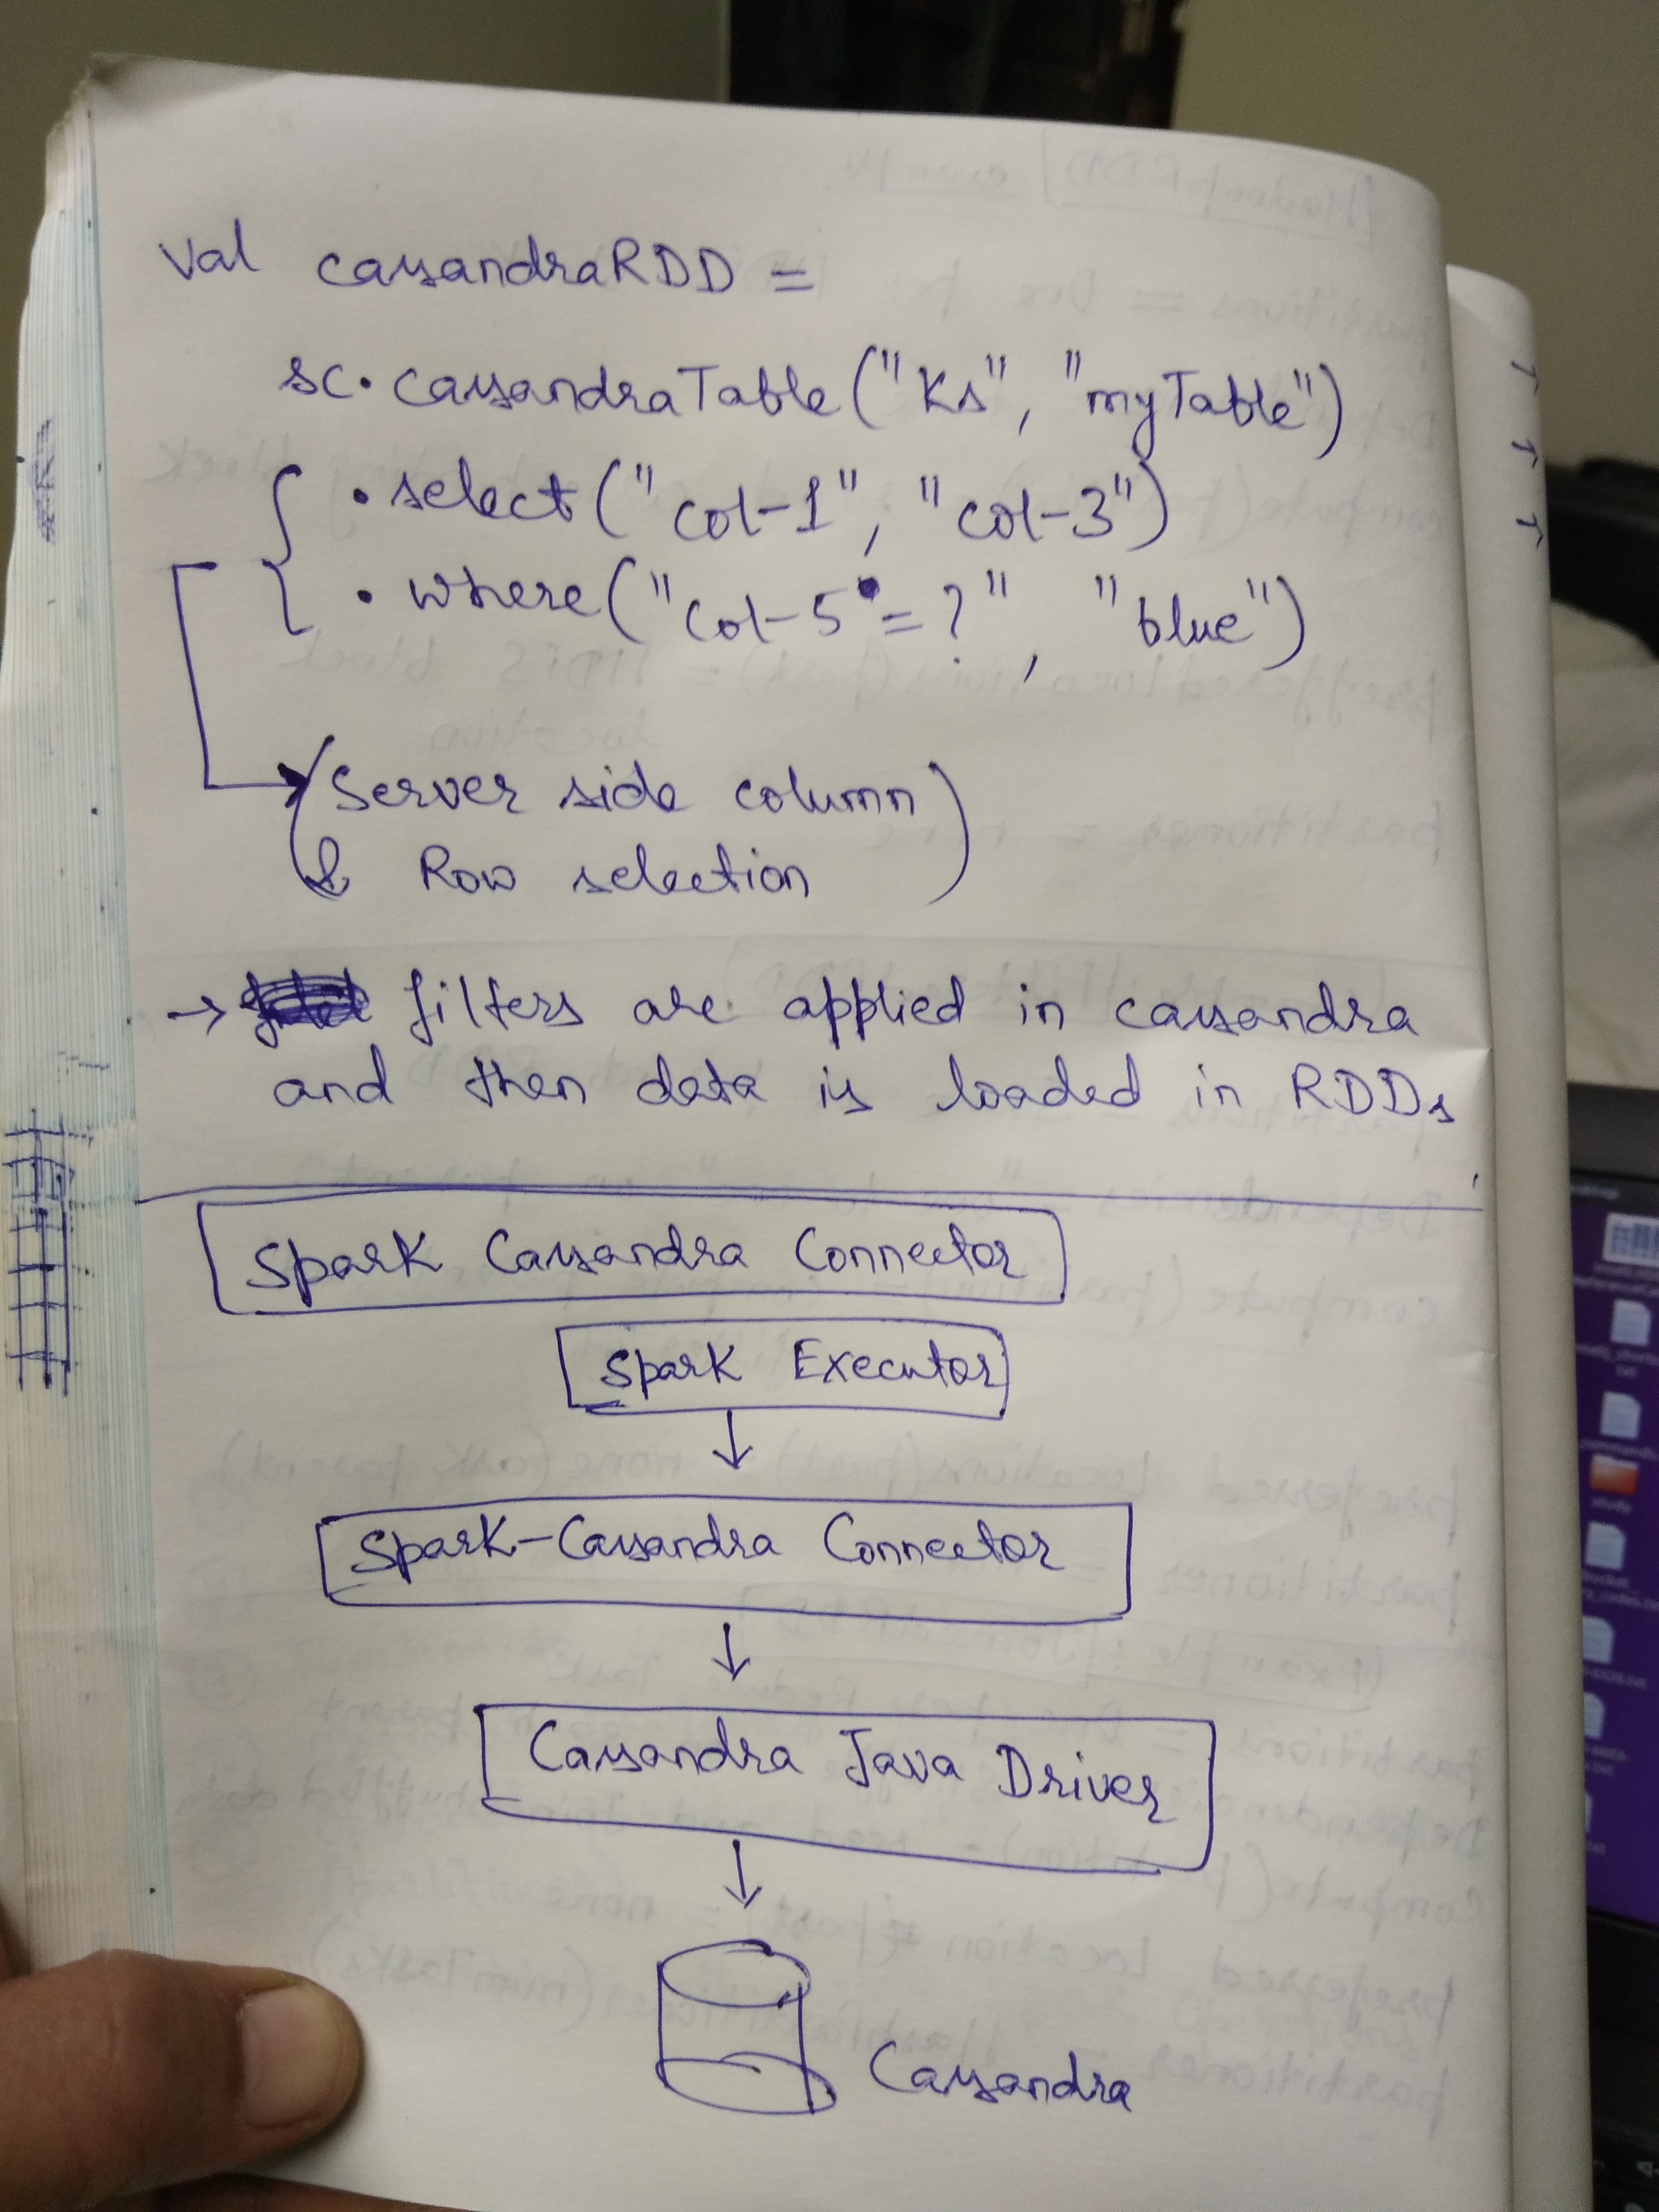 val cassandraRDD =
sc.cassandraTable("Ks", "myTable")
.select("col-1", "col-3")
.where("col-5 = ?", "blue")
(Server side column
& Row selection)
→ filters are applied in cassandra
and then data is loaded in RDDs
Spark Cassandra Connector
Spark Executor
↓
Spark-Cassandra Connector
↓
Cassandra Java Driver
↓
Cassandra